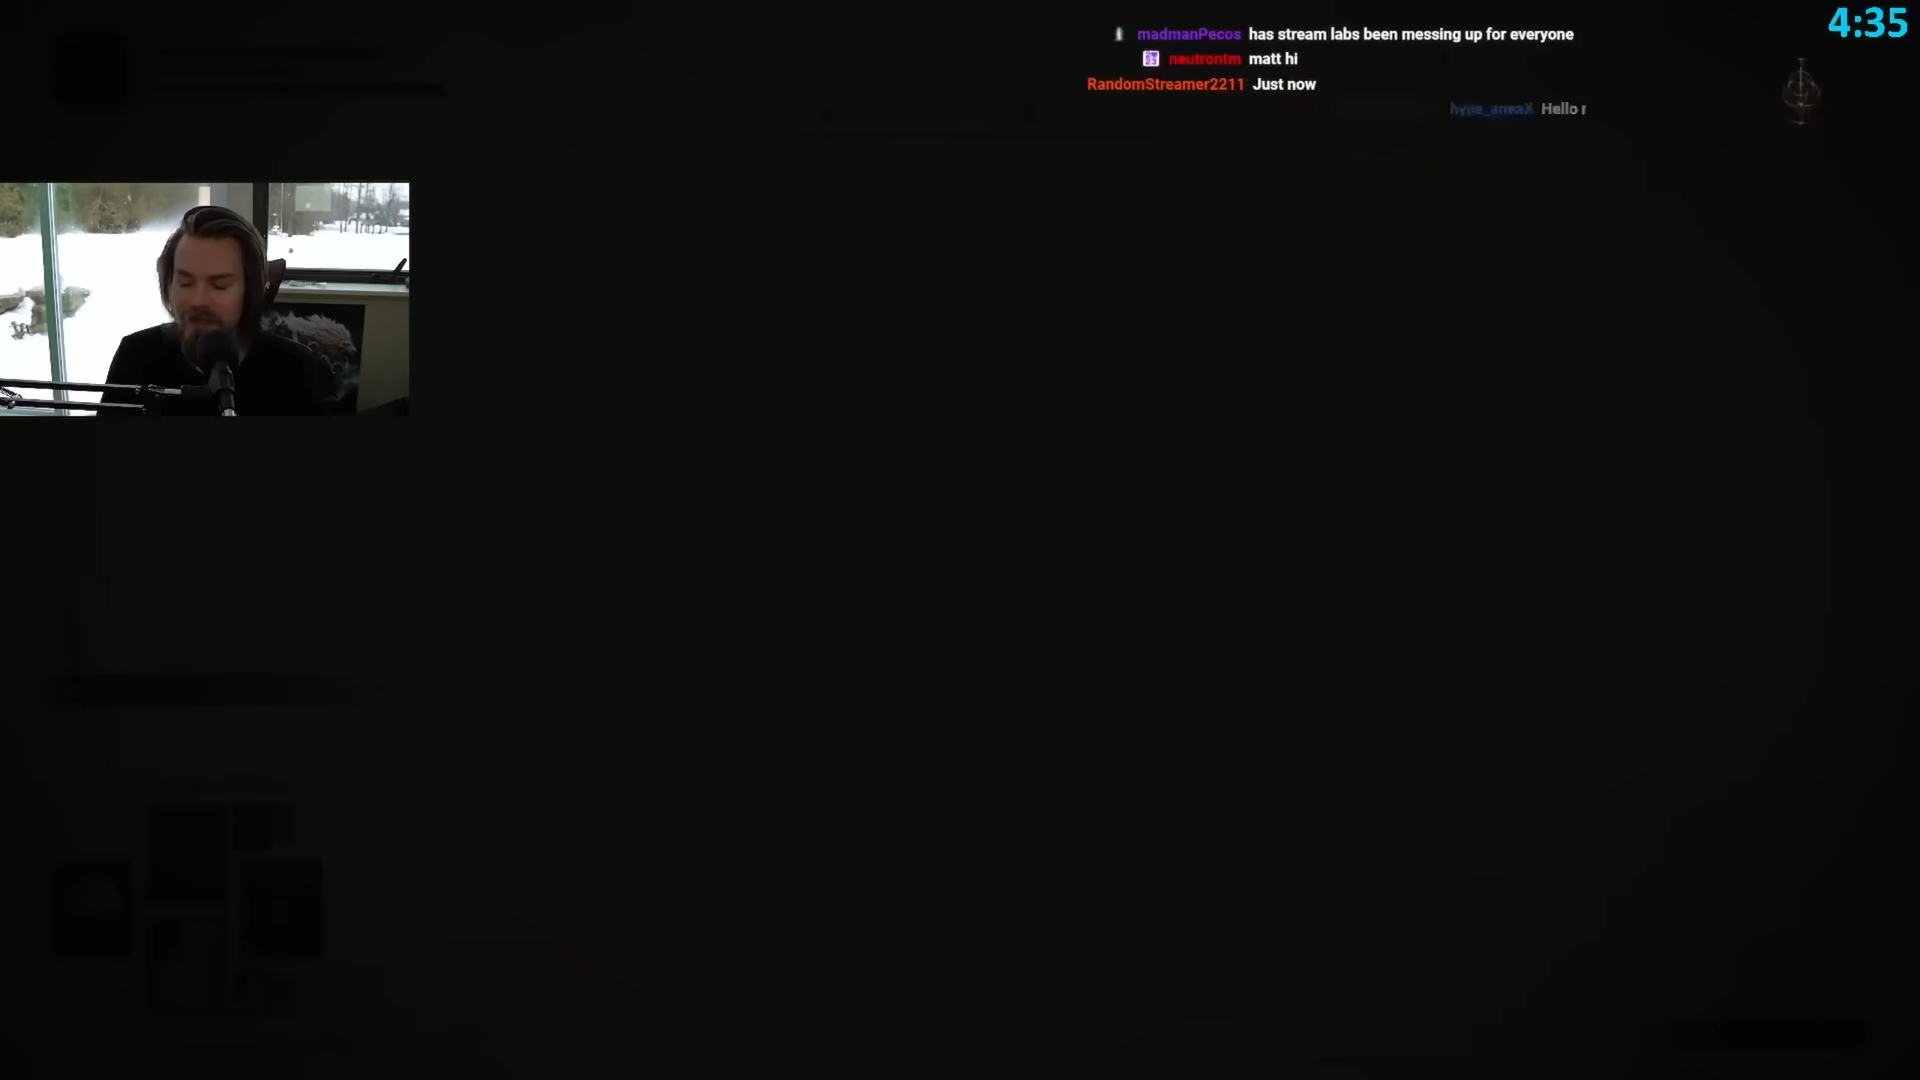 4:35
madmanPecos has stream labs been messing up for everyone
neutrontm matt hi
RandomStreamer2211 Just now
Hello